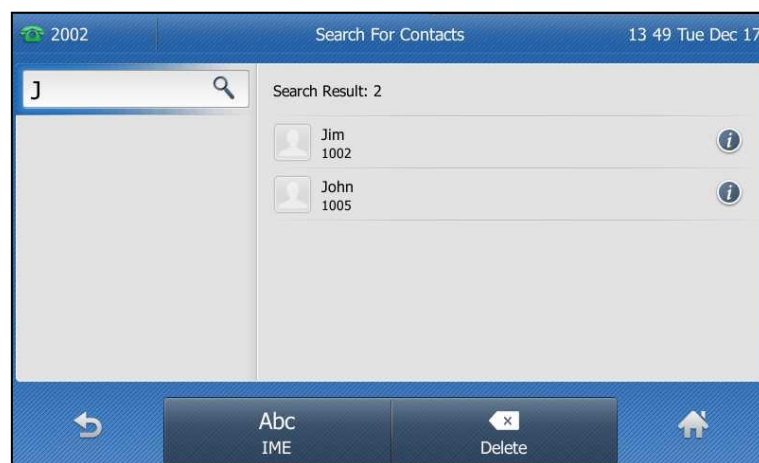 2002 Search For Contacts 13 49 Tue Dec 17
J
Search Result: 2
Jim
1002
John
1005
Abc
IME
Delete